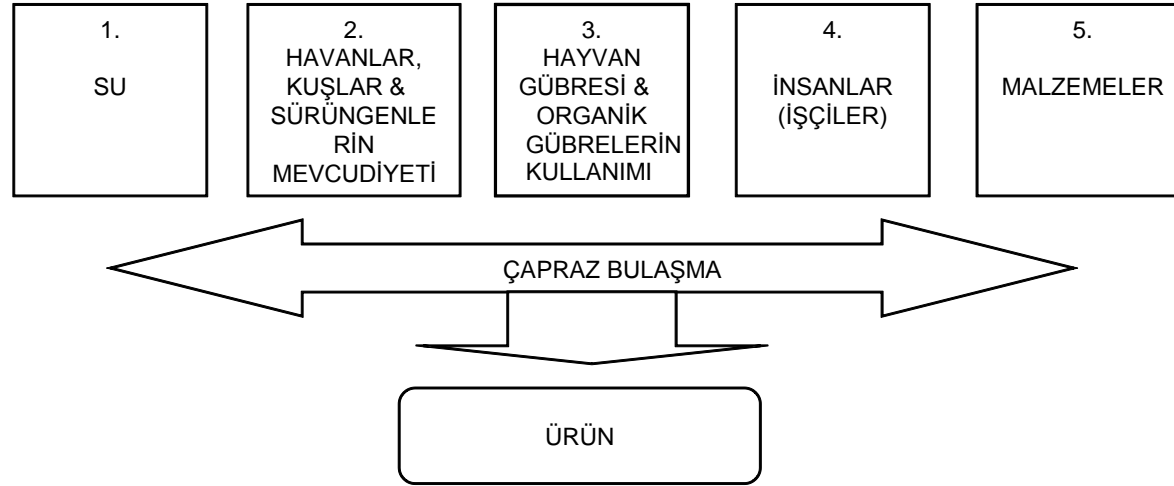 1.
SU
2.
HAVANLAR,
KUŞLAR &
SÜRÜNGENLE
RİN
MEVCUDİYETİ
3.
HAYVAN
GÜBRESİ &
ORGANİK
GÜBRELERİN
KULLANIMI
4.
İNSANLAR
(İŞÇİLER)
5.
MALZEMELER
ÇAPRAZ BULAŞMA
ÜRÜN